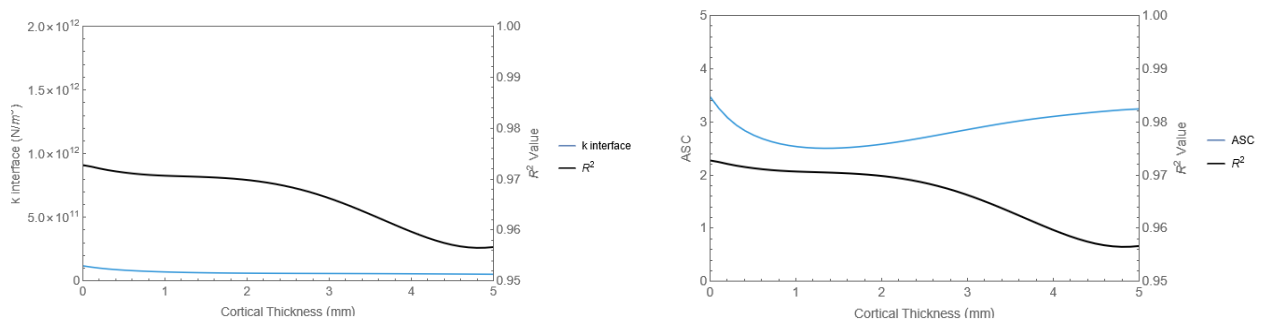 2.0×10¹²
1.5×10¹²
1.0×10¹²
5.0×10¹¹
0
k interface
0 1 2 3 4 5
Cortical Thickness (mm)
1.00
0.99
0.98
0.97
0.96
0.95
R² Value
k interface
R²
5
4
3
2
1
0
ASC
0 1 2 3 4 5
Cortical Thickness (mm)
1.00
0.99
0.98
0.97
0.96
0.95
R² Value
ASC
R²